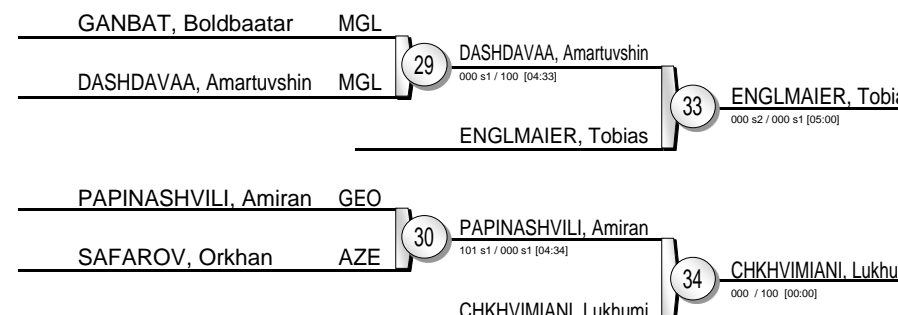 GANBAT, Boldbaatar MGL
29
DASHDAVAA, Amartuvshin
000 s1 / 100 [04:33]
DASHDAVAA, Amartuvshin MGL
33
ENGLMAIER, Tobia
000 s2 / 000 s1 [05:00]
ENGLMAIER, Tobias
PAPINASHVILI, Amiran GEO
30
PAPINASHVILI, Amiran
101 s1 / 000 s1 [04:34]
SAFAROV, Orkhan AZE
34
CHKHVIMIANI, Lukhu
000 / 100 [00:00]
CHKHVIMIANI, Lukhumi